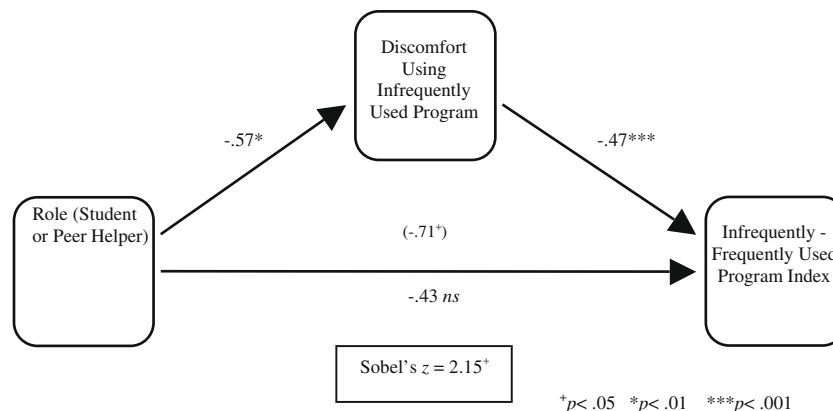 Discomfort
Using
Infrequently
Used Program
-.57*
-.47***
Role (Student
or Peer Helper)
(-.71⁺)
Infrequently -
Frequently Used
Program Index
-.43 ns
Sobel's z = 2.15⁺
⁺p< .05 *p< .01 ***p< .001